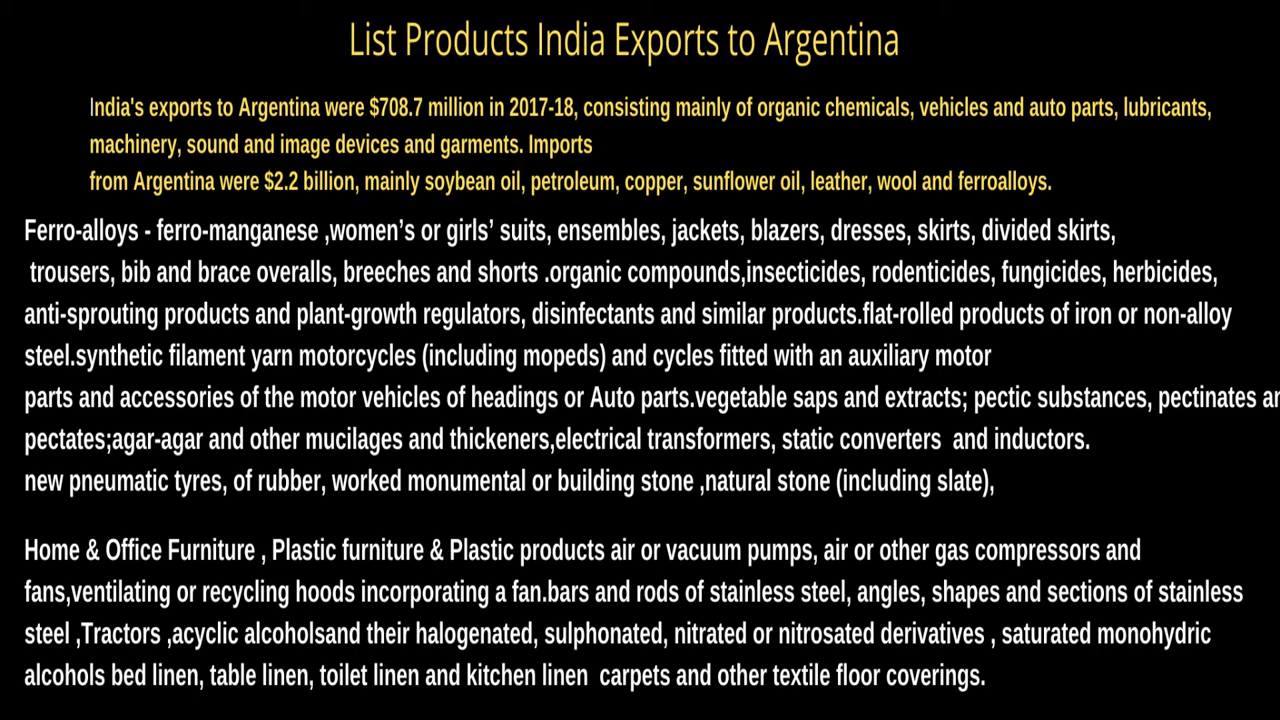 List Products India Exports to Argentina
India's exports to Argentina were $708.7 million in 2017-18, consisting mainly of organic chemicals, vehicles and auto parts, lubricants,
machinery, sound and image devices and garments. Imports
from Argentina were $2.2 billion, mainly soybean oil, petroleum, copper, sunflower oil, leather, wool and ferroalloys.
Ferro-alloys - ferro-manganese ,women’s or girls’ suits, ensembles, jackets, blazers, dresses, skirts, divided skirts,
trousers, bib and brace overalls, breeches and shorts .organic compounds,insecticides, rodenticides, fungicides, herbicides,
anti-sprouting products and plant-growth regulators, disinfectants and similar products.flat-rolled products of iron or non-alloy
steel.synthetic filament yarn motorcycles (including mopeds) and cycles fitted with an auxiliary motor
parts and accessories of the motor vehicles of headings or Auto parts.vegetable saps and extracts; pectic substances, pectinates
pectates;agar-agar and other mucilages and thickeners,electrical transformers, static converters  and inductors.
new pneumatic tyres, of rubber, worked monumental or building stone ,natural stone (including slate),
Home & Office Furniture , Plastic furniture & Plastic products air or vacuum pumps, air or other gas compressors and
fans,ventilating or recycling hoods incorporating a fan.bars and rods of stainless steel, angles, shapes and sections of stainless
steel ,Tractors ,acyclic alcoholsand their halogenated, sulphonated, nitrated or nitrosated derivatives , saturated monohydric
alcohols bed linen, table linen, toilet linen and kitchen linen  carpets and other textile floor coverings.